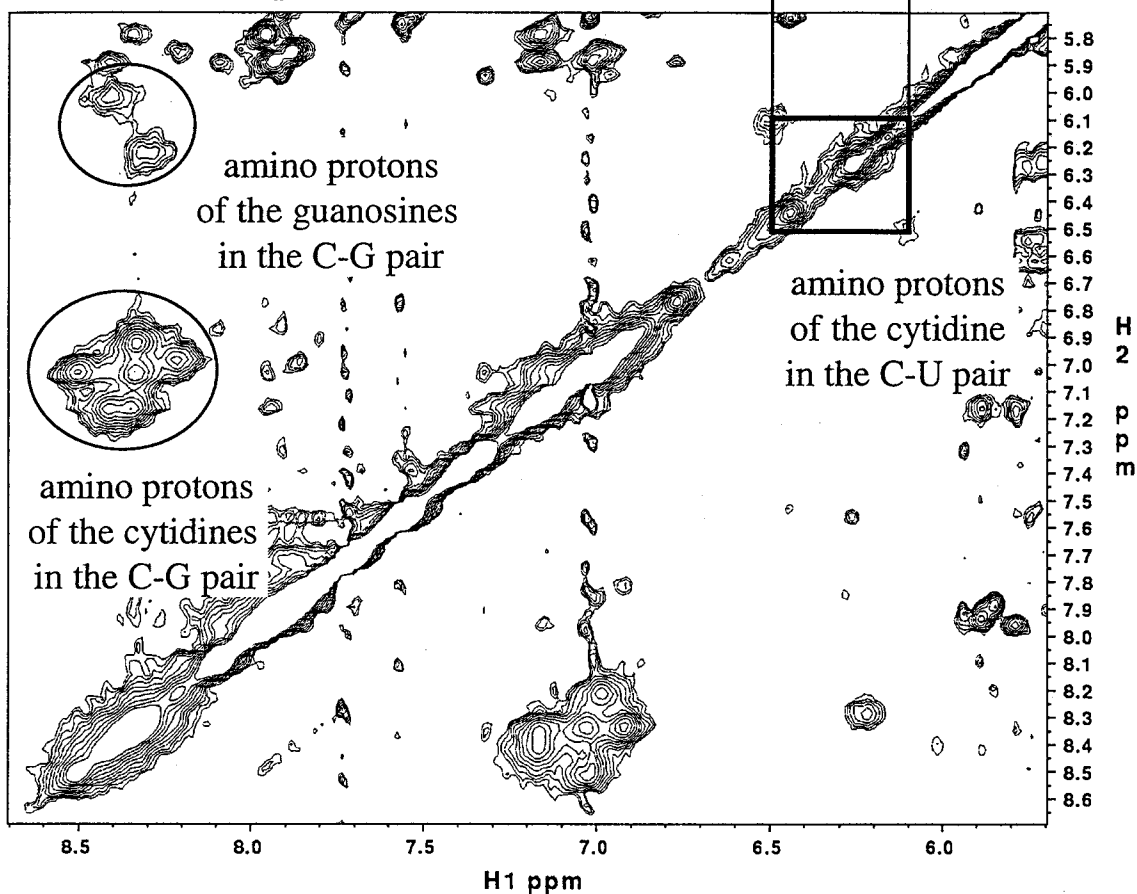 5.8
5.9
6.0
6.1
6.2
6.3
6.4
6.5
6.6
6.7
6.8
6.9
7.0
7.1
7.2
7.3
7.4
7.5
7.6
7.7
7.8
7.9
8.0
8.1
8.2
8.3
8.4
8.5
8.6
H2 ppm
amino protons
of the guanosines
in the C-G pair
amino protons
of the cytidine
in the C-U pair
amino protons
of the cytidines
in the C-G pair
8.5 8.0 7.5 7.0 6.5 6.0
H1 ppm